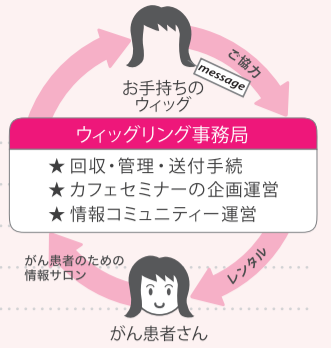 ご協力
message
お手持ちの
ウィッグ
ウィッグリング事務局
★ 回収・管理・送付手続
★ カフェセミナーの企画運営
★ 情報コミュニティー運営
がん患者のための
情報サロン
レンタル
がん患者さん